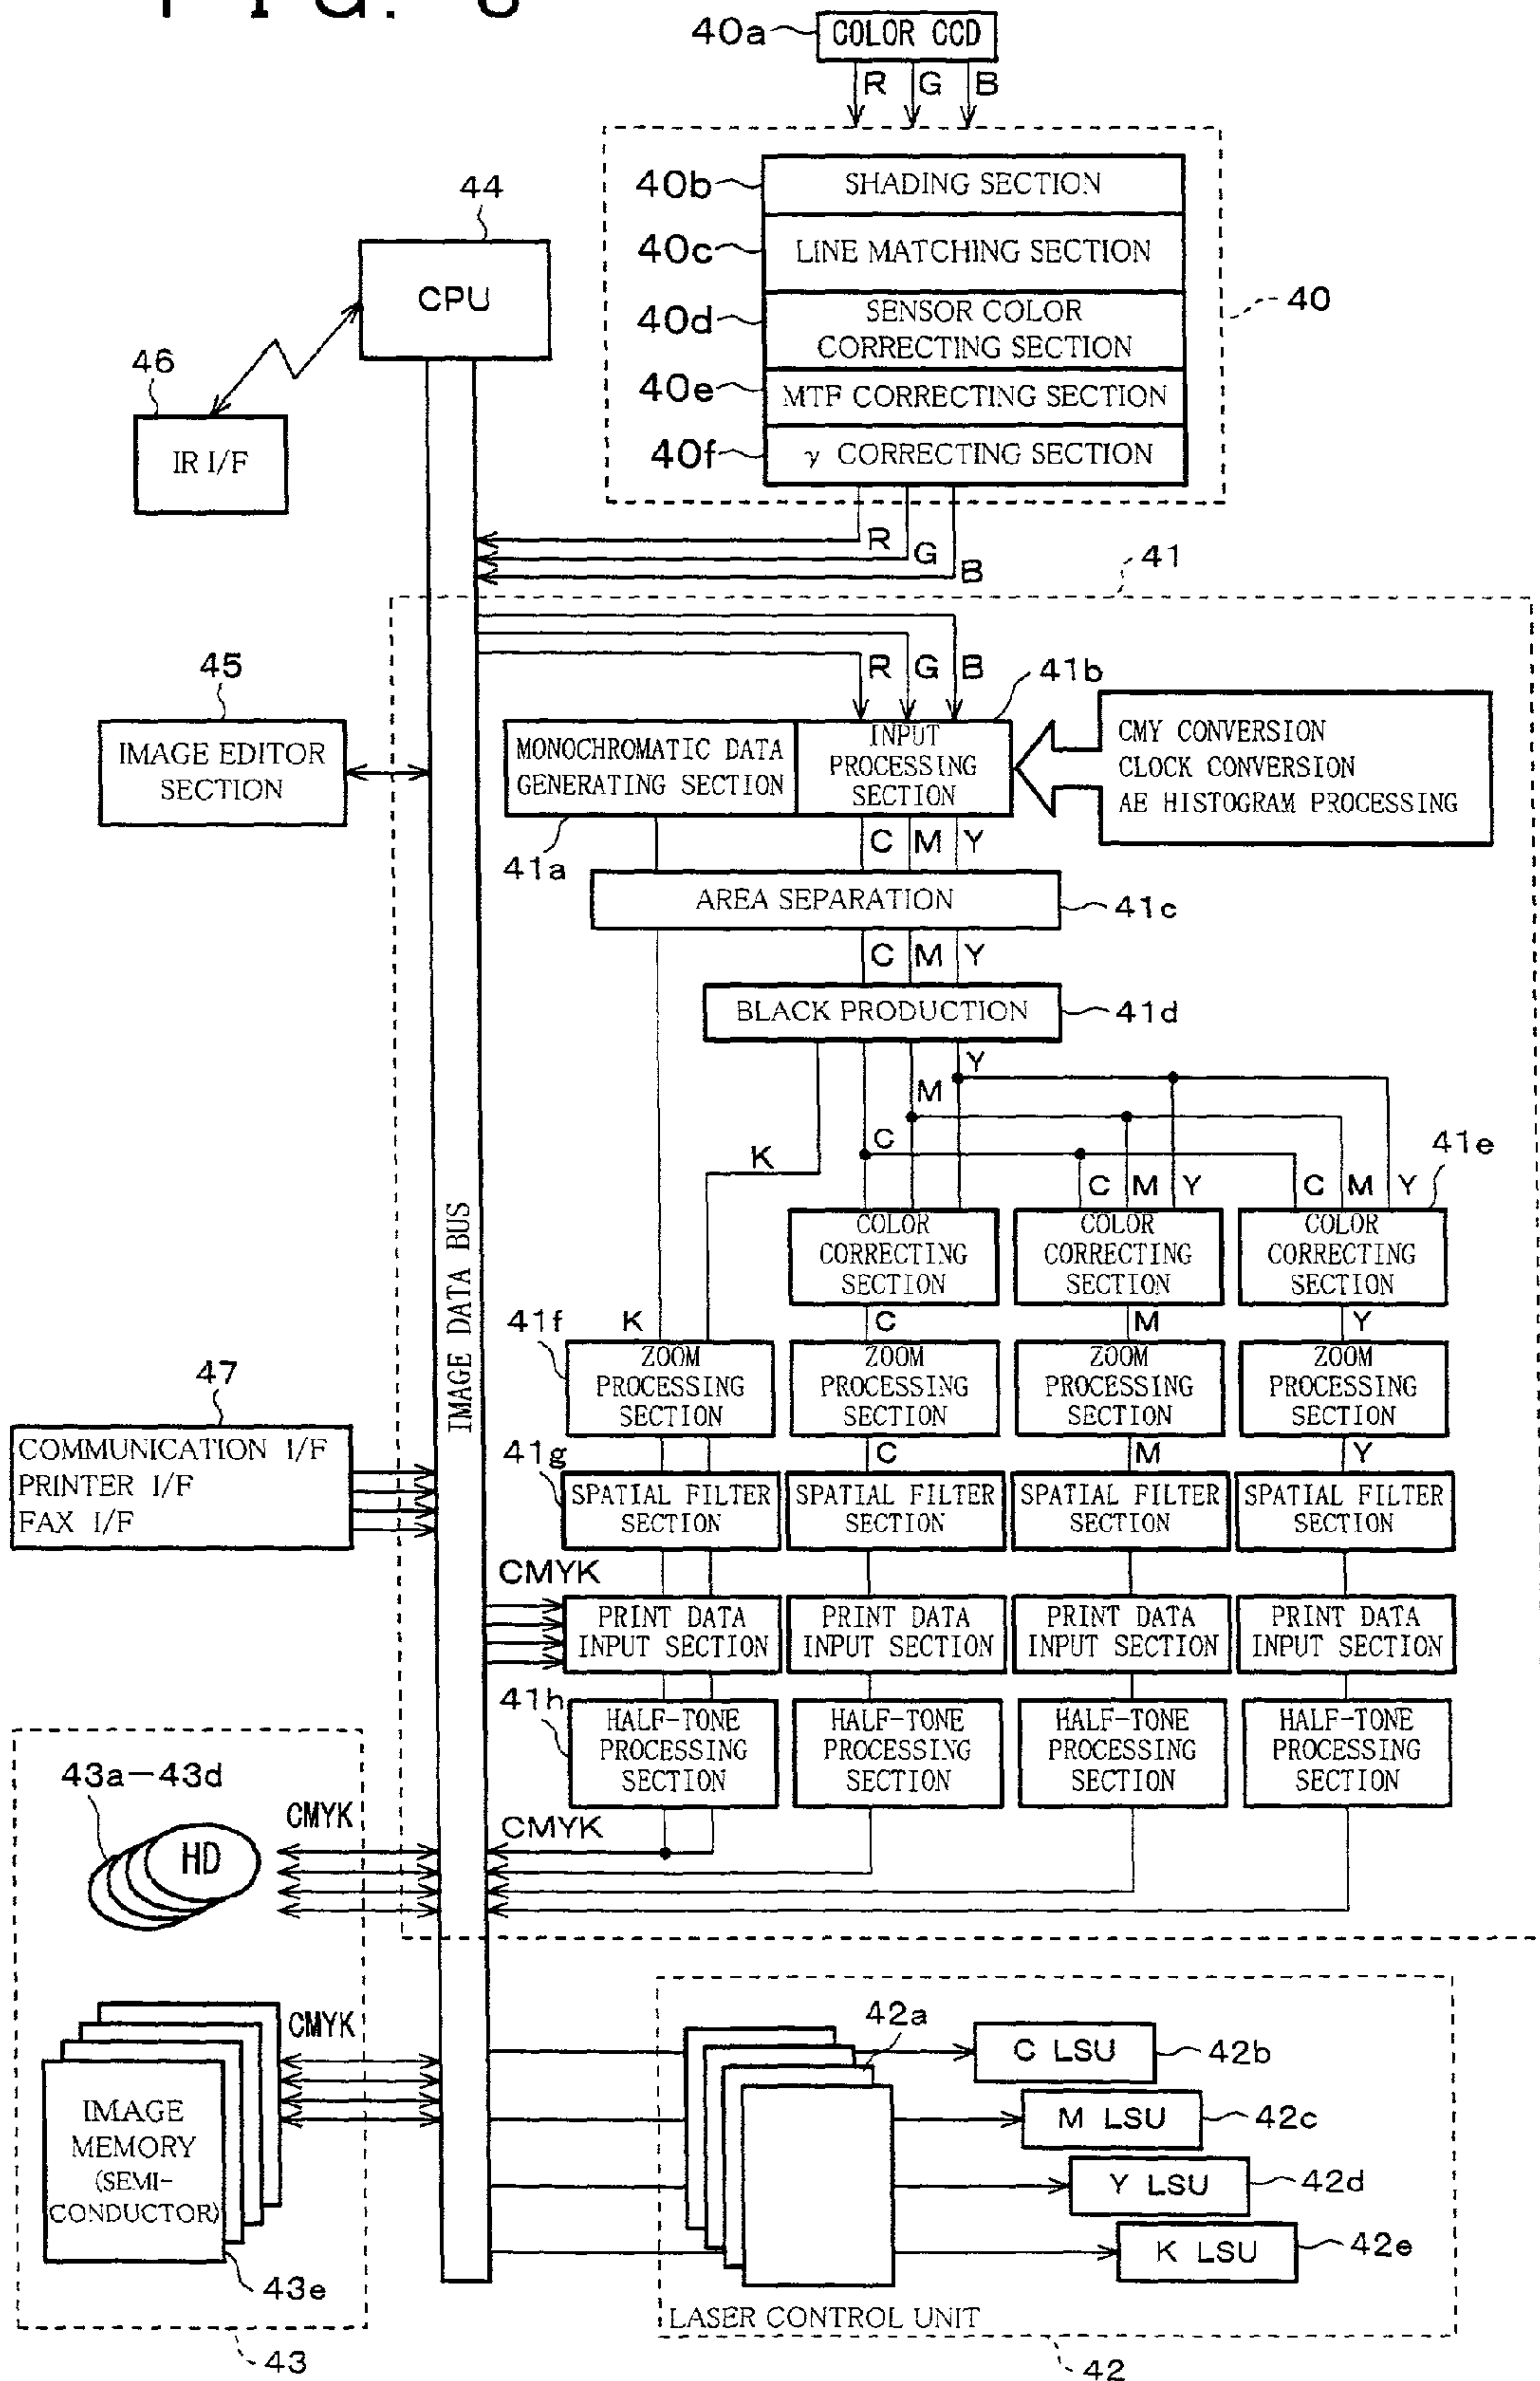 40a
COLOR CCD
R G B
40b
SHADING SECTION
40c
LINE MATCHING SECTION
40d
SENSOR COLOR
CORRECTING SECTION
40e
MTF CORRECTING SECTION
40f
γ CORRECTING SECTION
40
44
CPU
46
IR I/F
R
G
B
41
45
IMAGE EDITOR
SECTION
R G B
41b
MONOCHROMATIC DATA
GENERATING SECTION
INPUT
PROCESSING
SECTION
CMY CONVERSION
CLOCK CONVERSION
AE HISTOGRAM PROCESSING
41a
C M Y
AREA SEPARATION
41c
C M Y
BLACK PRODUCTION
41d
Y
M
C
K
41e
C M Y
C M Y
COLOR
CORRECTING
SECTION
COLOR
CORRECTING
SECTION
COLOR
CORRECTING
SECTION
IMAGE DATA BUS
41f
K
C
M
Y
ZOOM
PROCESSING
SECTION
ZOOM
PROCESSING
SECTION
ZOOM
PROCESSING
SECTION
ZOOM
PROCESSING
SECTION
47
COMMUNICATION I/F
PRINTER I/F
FAX I/F
41g
C
M
Y
SPATIAL FILTER
SECTION
SPATIAL FILTER
SECTION
SPATIAL FILTER
SECTION
SPATIAL FILTER
SECTION
CMYK
PRINT DATA
INPUT SECTION
PRINT DATA
INPUT SECTION
PRINT DATA
INPUT SECTION
PRINT DATA
INPUT SECTION
41h
HALF-TONE
PROCESSING
SECTION
HALF-TONE
PROCESSING
SECTION
HALF-TONE
PROCESSING
SECTION
HALF-TONE
PROCESSING
SECTION
43a-43d
HD
CMYK
CMYK
CMYK
IMAGE
MEMORY
(SEMI-
CONDUCTOR)
43e
43
42a
C LSU
42b
M LSU
42c
Y LSU
42d
K LSU
42e
LASER CONTROL UNIT
42